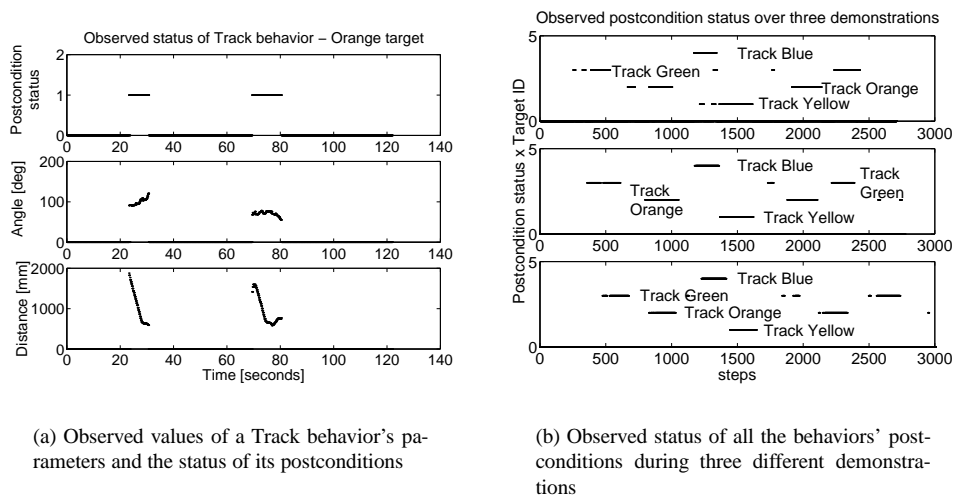 Observed status of Track behavior – Orange target
Postcondition
status
2
1
0
0 20 40 60 80 100 120 140
Angle [deg]
200
100
0
0 20 40 60 80 100 120 140
Distance [mm]
2000
1000
0
0 20 40 60 80 100 120 140
Time [seconds]
(a) Observed values of a Track behavior's pa-
rameters and the status of its postconditions
Observed postcondition status over three demonstrations
Postcondition status x Target ID
5
0
Track Blue
Track Green
Track Orange
Track Yellow
0 500 1000 1500 2000 2500 3000
5
0
Track Blue
Track
Green
Track
Orange
Track Yellow
0 500 1000 1500 2000 2500 3000
5
0
Track Blue
Track Green
Track Orange
Track Yellow
0 500 1000 1500 2000 2500 3000
steps
(b) Observed status of all the behaviors' post-
conditions during three different demonstra-
tions